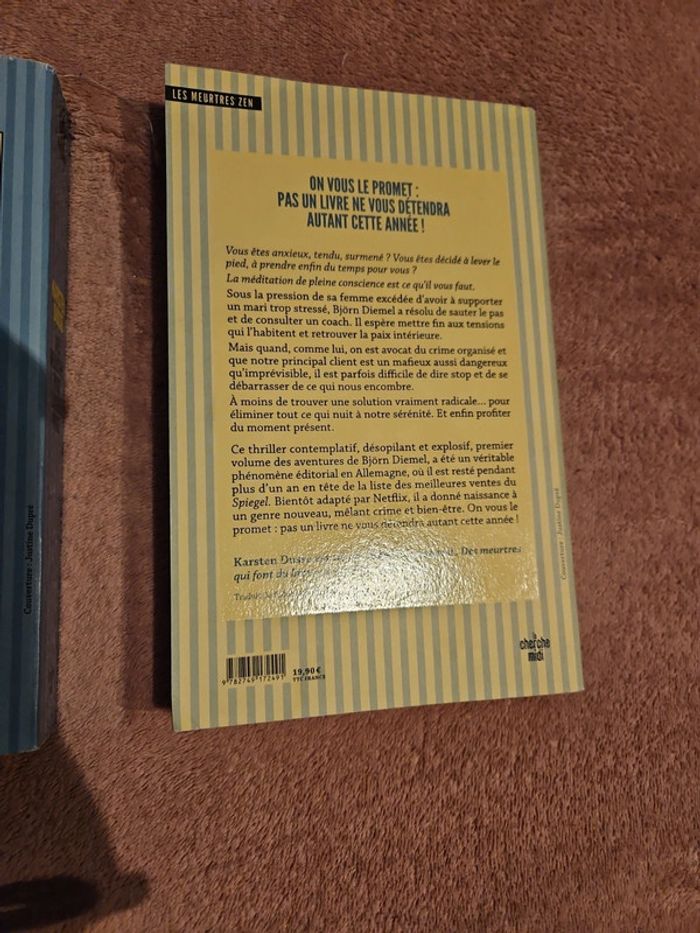 LES MEURTRES ZEN
ON VOUS LE PROMET :
PAS UN LIVRE NE VOUS DÉTENDRA
AUTANT CETTE ANNÉE !
Vous êtes anxieux, tendu, surmené ? Vous êtes décidé à lever le
pied, à prendre enfin du temps pour vous ?
La méditation de pleine conscience est ce qu'il vous faut.
Sous la pression de sa femme excédée d'avoir à supporter
un mari trop stressé, Björn Diemel a résolu de sauter le pas
et de consulter un coach. Il espère mettre fin aux tensions
qui l'habitent et retrouver la paix intérieure.
Mais quand, comme lui, on est avocat du crime organisé et
que notre principal client est un mafieux aussi dangereux
qu'imprévisible, il est parfois difficile de dire stop et de se
débarrasser de ce qui nous encombre.
À moins de trouver une solution vraiment radicale... pour
éliminer tout ce qui nuit à notre sérénité. Et enfin profiter
du moment présent.
Ce thriller contemplatif, désopilant et explosif, premier
volume des aventures de Björn Diemel, a été un véritable
phénomène éditorial en Allemagne, où il est resté pendant
plus d'un an en tête de la liste des meilleures ventes du
Spiegel. Bientôt adapté par Netflix, il a donné naissance à
un genre nouveau, mêlant crime et bien-être. On vous le
promet : pas un livre ne vous détendra autant cette année !
Karsten Des meurtres
qui font du
Couverture : Justine Dupré
9 782749 172491
19,90 €
TTC FRANCE
cherche
midi
Couverture : Justine Dupré